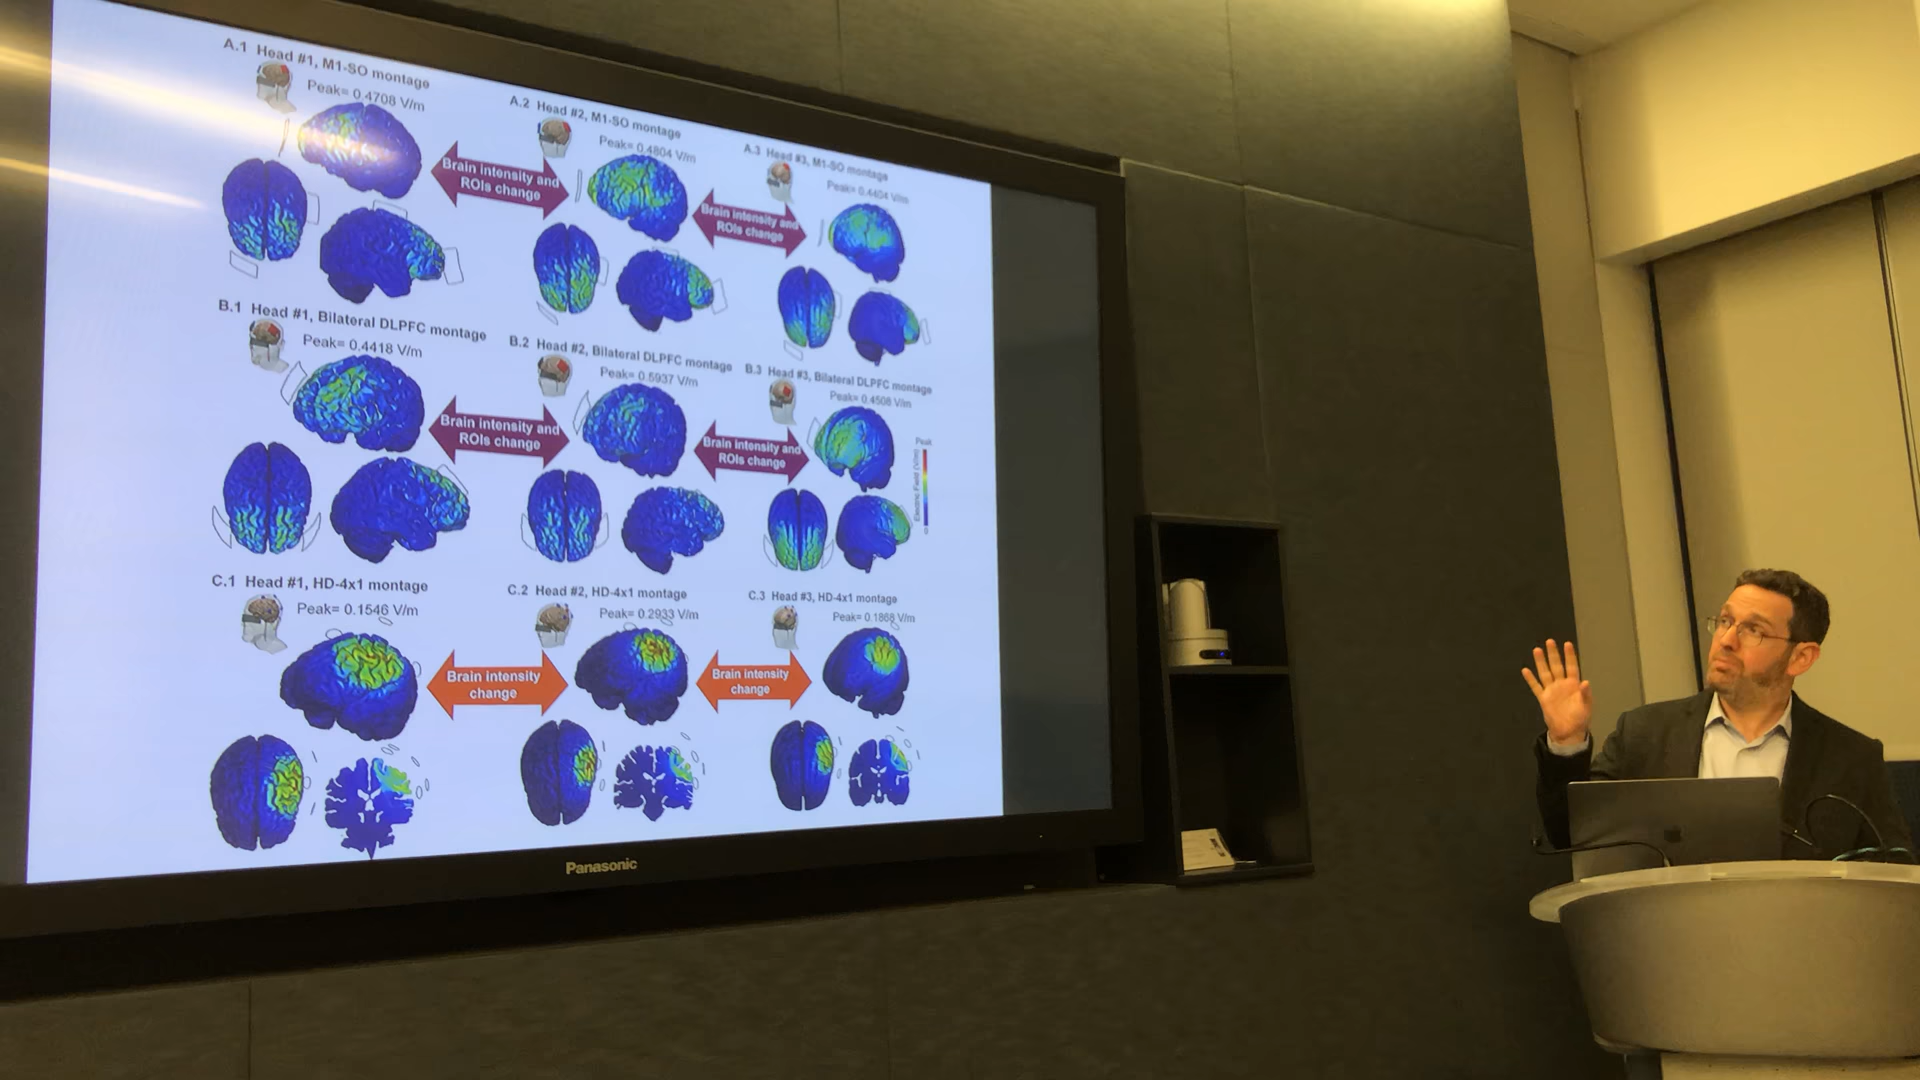 A.1 Head #1, M1-SO montage
Peak= 0.4708 V/m
A.2 Head #2, M1-SO montage
Peak= 0.4804 V/m
A.3 Head #3, M1-SO montage
Peak= 0.4404 V/m
Brain intensity and
ROIs change
Brain intensity and
ROIs change
B.1 Head #1, Bilateral DLPFC montage
Peak= 0.4418 V/m
B.2 Head #2, Bilateral DLPFC montage
Peak= 0.5937 V/m
B.3 Head #3, Bilateral DLPFC montage
Peak= 0.4508 V/m
Brain intensity and
ROIs change
Brain intensity and
ROIs change
Peak
Electric Field (V/m)
0
C.1 Head #1, HD-4x1 montage
Peak= 0.1546 V/m
C.2 Head #2, HD-4x1 montage
Peak= 0.2933 V/m
C.3 Head #3, HD-4x1 montage
Peak= 0.1868 V/m
Brain intensity
change
Brain intensity
change
Panasonic